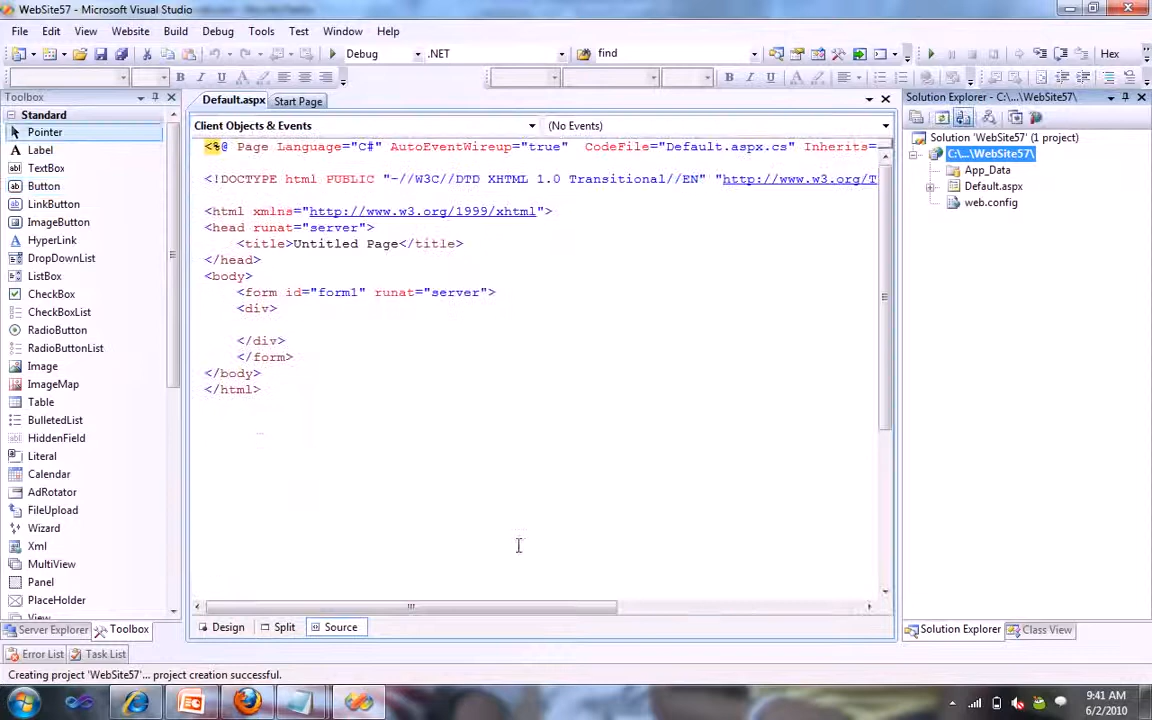 WebSite57 - Microsoft Visual Studio
File Edit View Website Build Debug Tools Test Window Help
Debug .NET find Hex
Toolbox
Standard
Pointer
Label
TextBox
Button
LinkButton
ImageButton
HyperLink
DropDownList
ListBox
CheckBox
CheckBoxList
RadioButton
RadioButtonList
Image
ImageMap
Table
BulletedList
HiddenField
Literal
Calendar
AdRotator
FileUpload
Wizard
Xml
MultiView
Panel
PlaceHolder
View
Server Explorer Toolbox
Default.aspx Start Page
Client Objects & Events (No Events)
<%@ Page Language="C#" AutoEventWireup="true" CodeFile="Default.aspx.cs" Inherits=
<!DOCTYPE html PUBLIC "-//W3C//DTD XHTML 1.0 Transitional//EN" "http://www.w3.org/T
<html xmlns="http://www.w3.org/1999/xhtml">
<head runat="server">
<title>Untitled Page</title>
</head>
<body>
<form id="form1" runat="server">
<div>
</div>
</form>
</body>
</html>
Design Split Source
Solution Explorer - C:\...\WebSite57\
Solution 'WebSite57' (1 project)
C:\...\WebSite57\
App_Data
Default.aspx
web.config
Solution Explorer Class View
Error List Task List
Creating project 'WebSite57'... project creation successful.
9:41 AM
6/2/2010